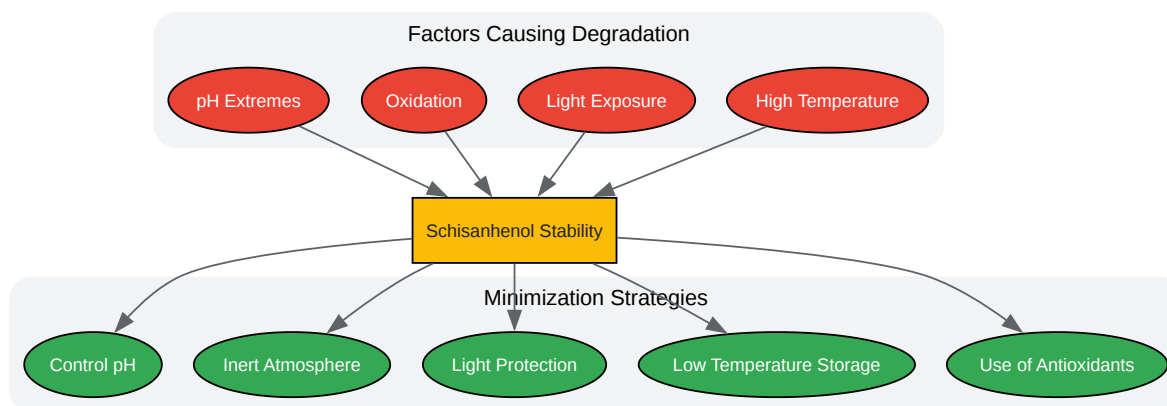 Factors Causing Degradation
pH Extremes
Oxidation
Light Exposure
High Temperature
Schisanhenol Stability
Minimization Strategies
Control pH
Inert Atmosphere
Light Protection
Low Temperature Storage
Use of Antioxidants